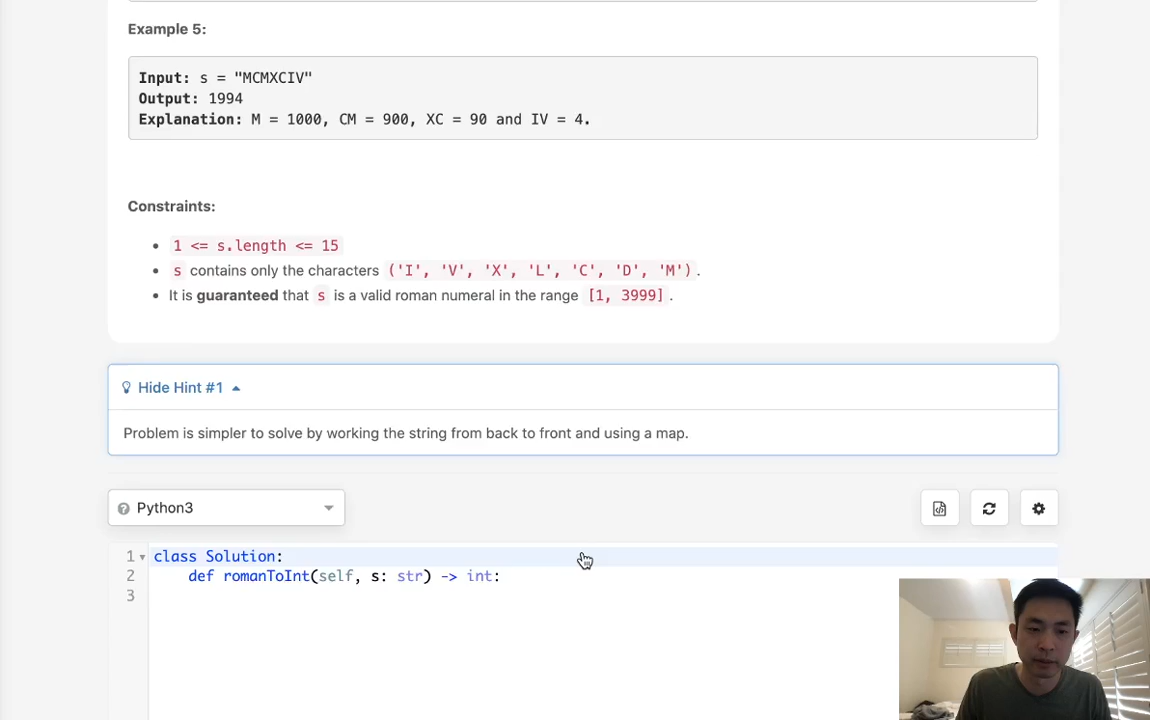 Example 5:
Input: s = "MCMXCIV"
Output: 1994
Explanation: M = 1000, CM = 900, XC = 90 and IV = 4.
Constraints:
1 <= s.length <= 15
s contains only the characters ('I', 'V', 'X', 'L', 'C', 'D', 'M').
It is guaranteed that s is a valid roman numeral in the range [1, 3999].
Hide Hint #1
Problem is simpler to solve by working the string from back to front and using a map.
Python3
1 class Solution:
2 def romanToInt(self, s: str) -> int:
3